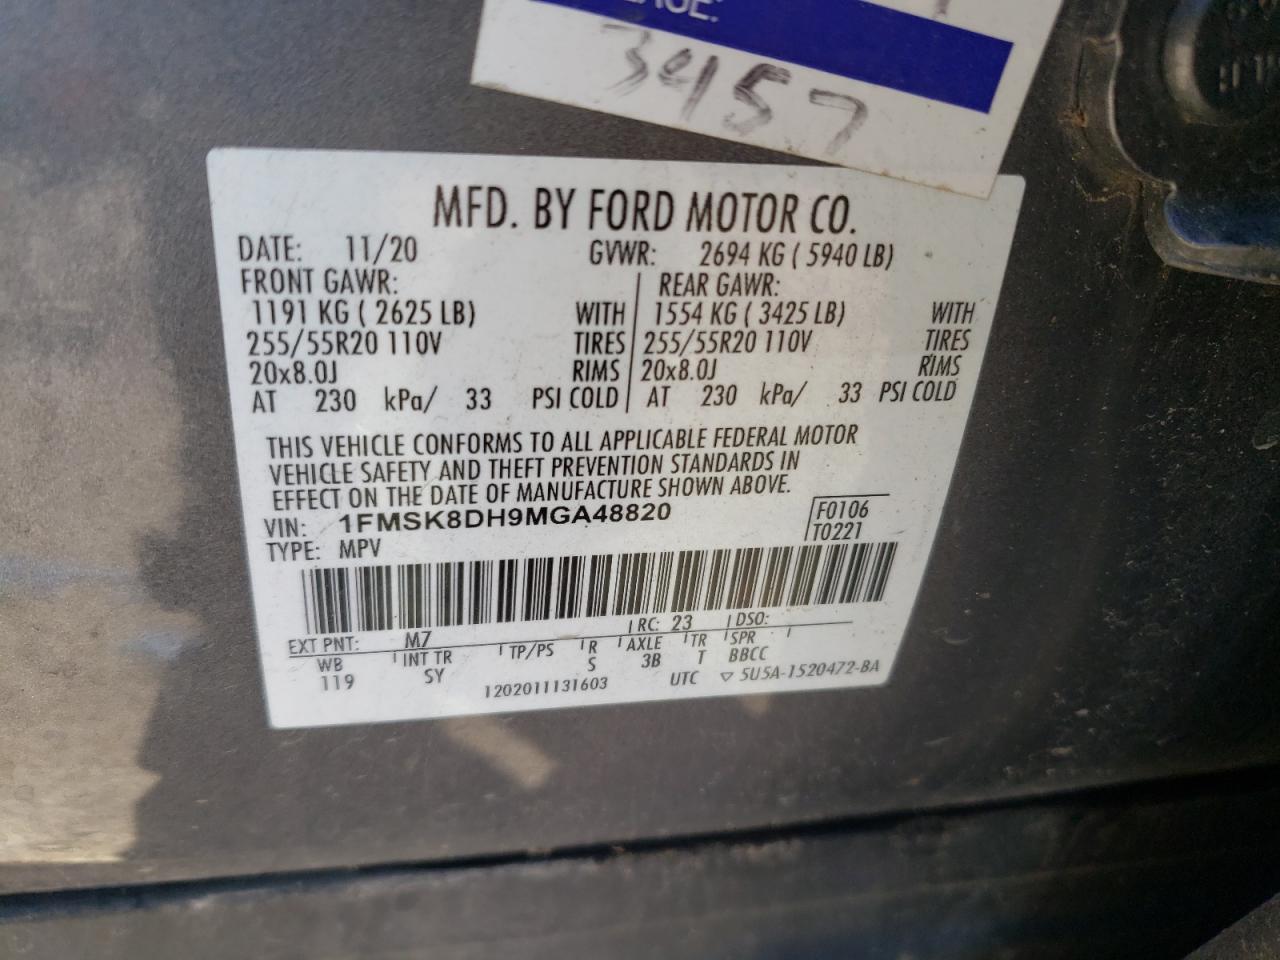 3457
MFD. BY FORD MOTOR CO.
DATE: 11/20 GVWR: 2694 KG ( 5940 LB)
FRONT GAWR: REAR GAWR:
1191 KG ( 2625 LB) WITH 1554 KG ( 3425 LB) WITH
255/55R20 110V TIRES 255/55R20 110V TIRES
20x8.0J RIMS 20x8.0J RIMS
AT 230 kPa/ 33 PSI COLD AT 230 kPa/ 33 PSI COLD
THIS VEHICLE CONFORMS TO ALL APPLICABLE FEDERAL MOTOR
VEHICLE SAFETY AND THEFT PREVENTION STANDARDS IN
EFFECT ON THE DATE OF MANUFACTURE SHOWN ABOVE.
VIN: 1FMSK8DH9MGA48820 F0106
TYPE: MPV T0221
EXT PNT: M7 RC: 23 DSO:
WB INT TR TP/PS R AXLE TR SPR
119 SY S 3B T BBCC
1202011131603 UTC ▽ 5U5A-1520472-BA